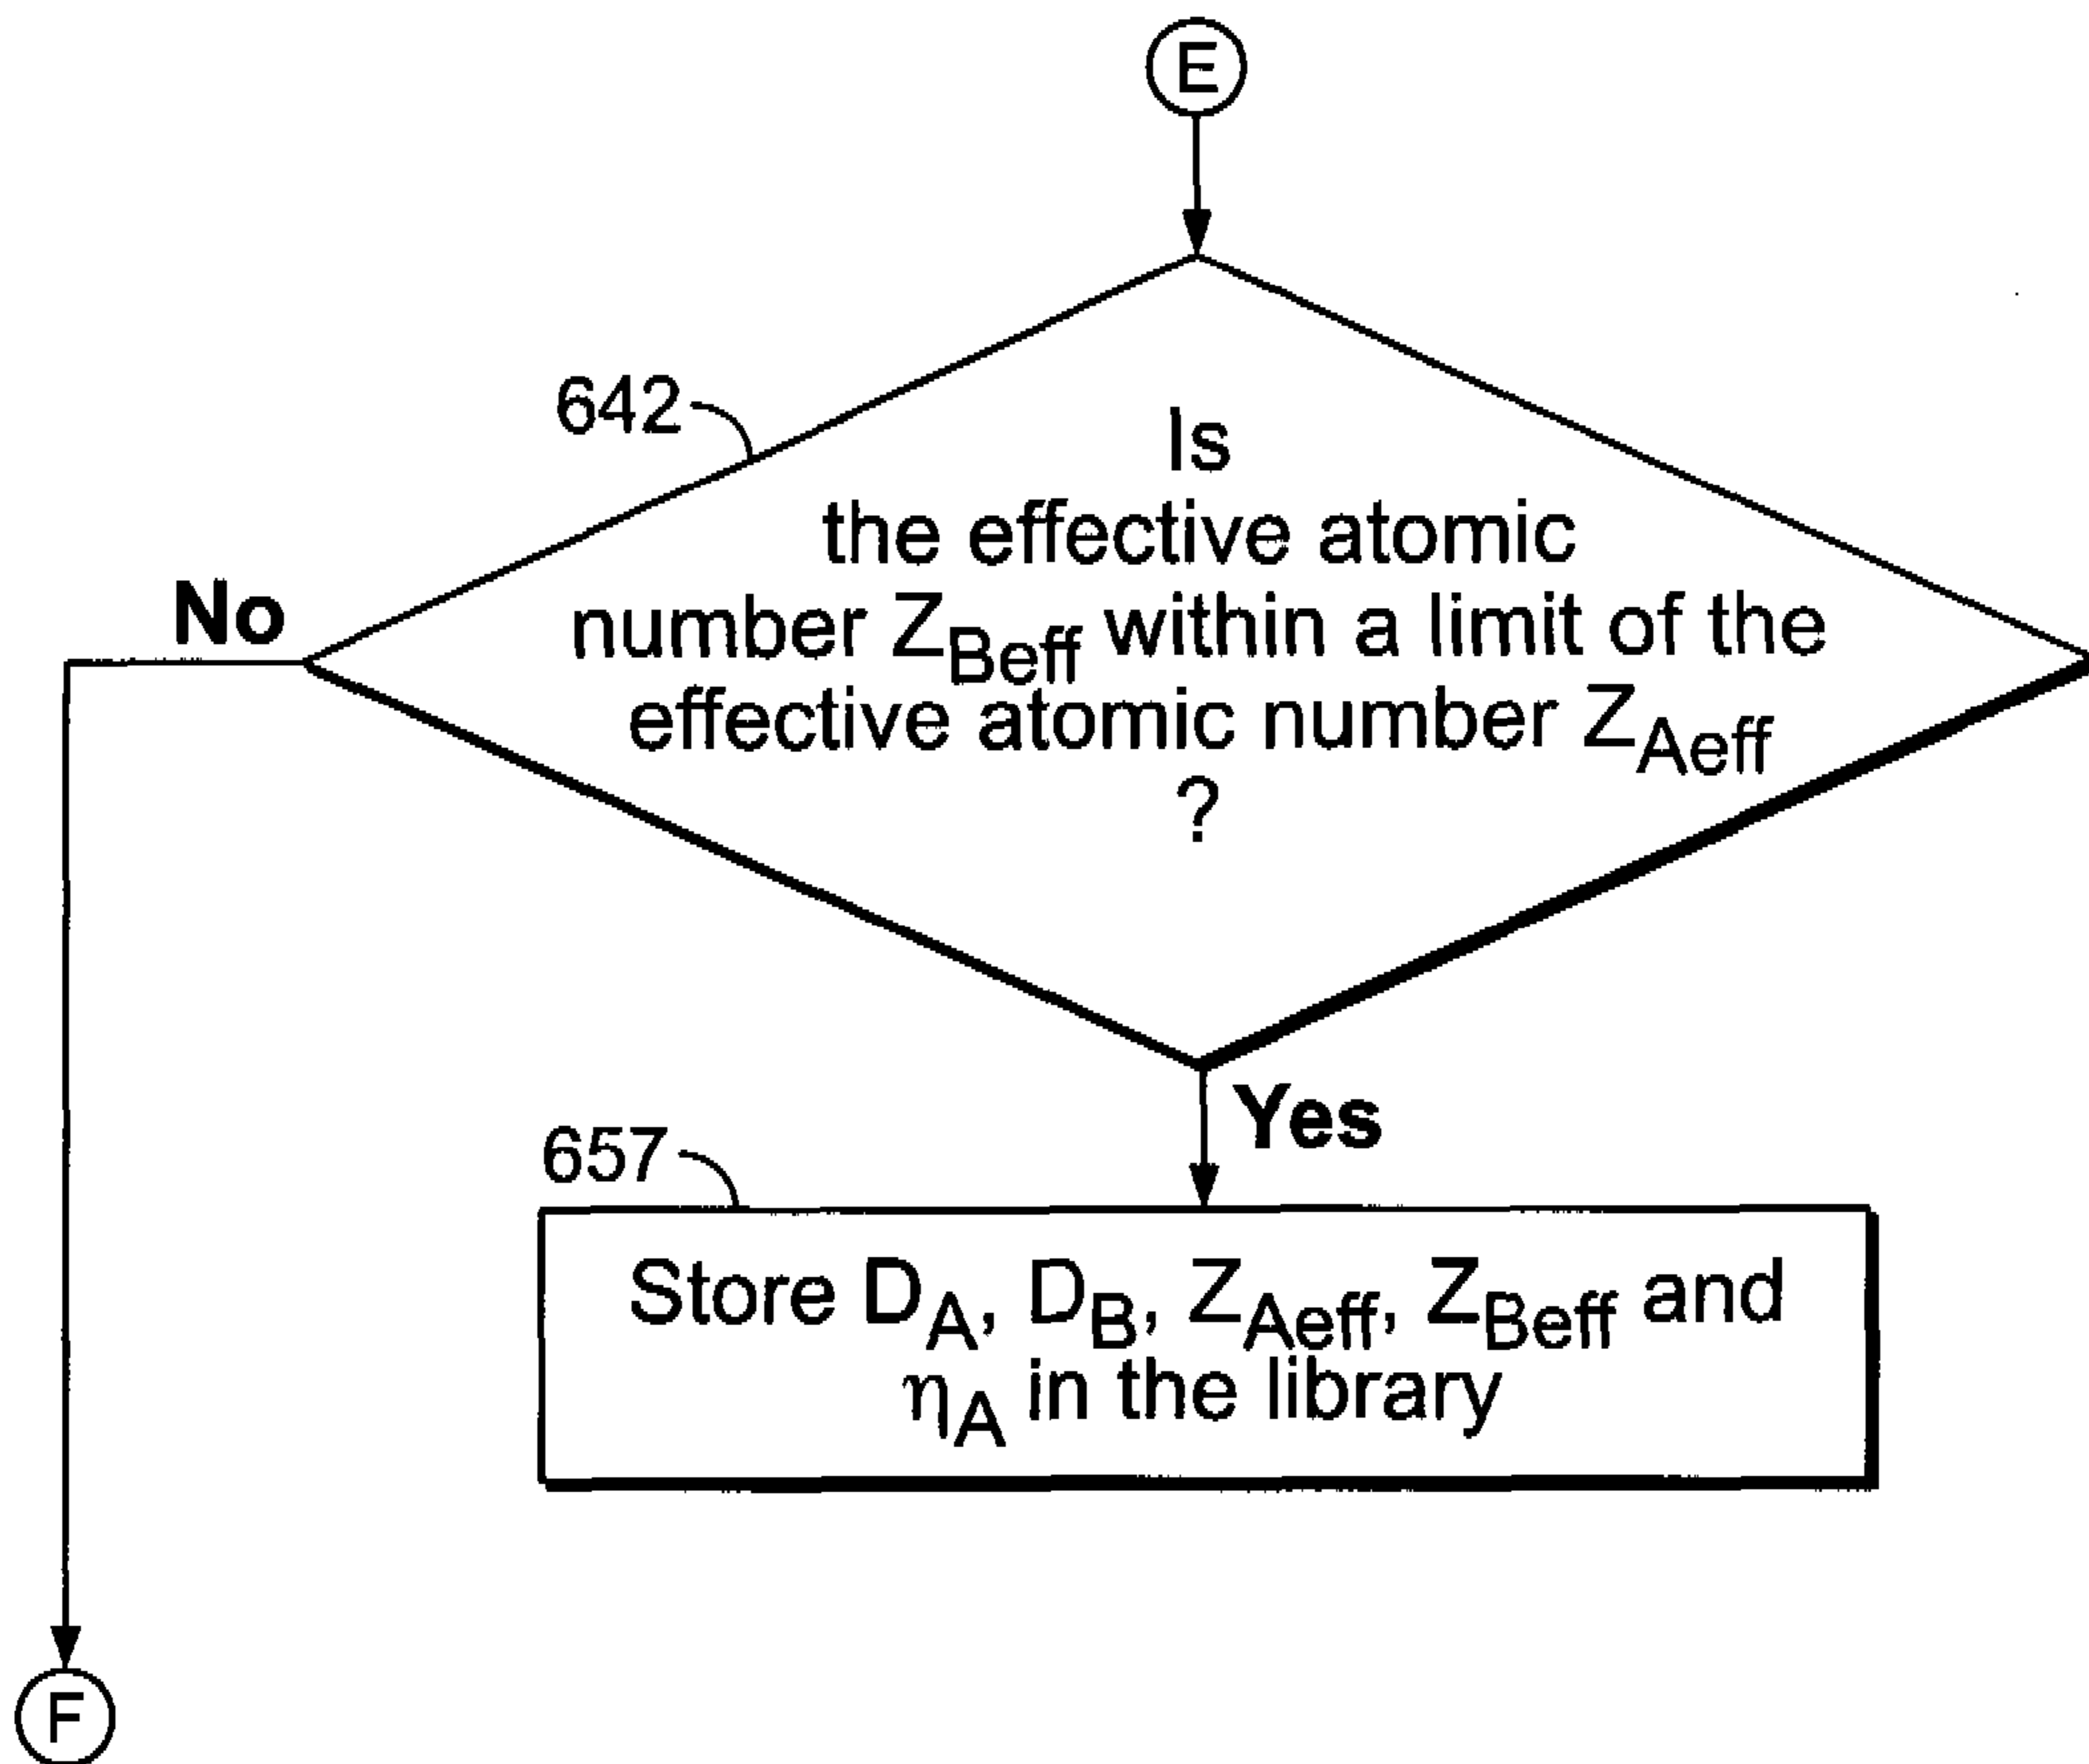 E
642
Is
the effective atomic
number Z_Beff within a limit of the
effective atomic number Z_Aeff
?
No
Yes
657
Store D_A, D_B, Z_Aeff, Z_Beff and
η_A in the library
F